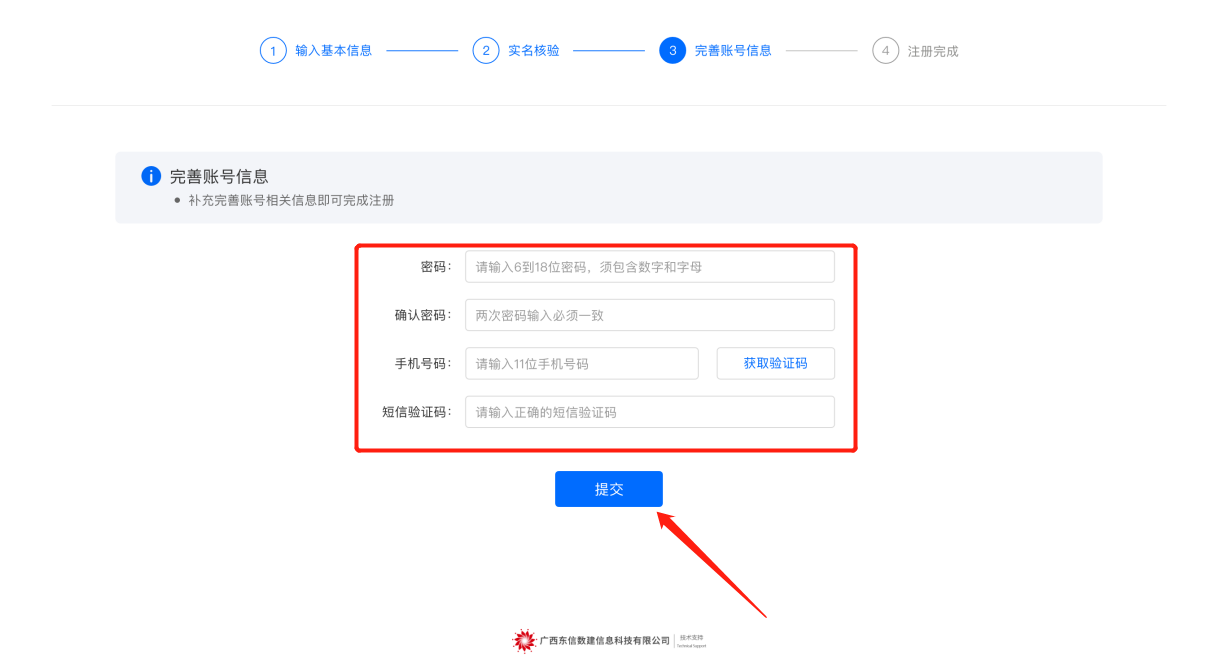 1 输入基本信息 2 实名核验 3 完善账号信息 4 注册完成
完善账号信息
补充完善账号相关信息即可完成注册
密码: 请输入6到18位密码, 须包含数字和字母
确认密码: 两次密码输入必须一致
手机号码: 请输入11位手机号码 获取验证码
短信验证码: 请输入正确的短信验证码
提交
广西东信数建信息科技有限公司 技术支持
Technical Support